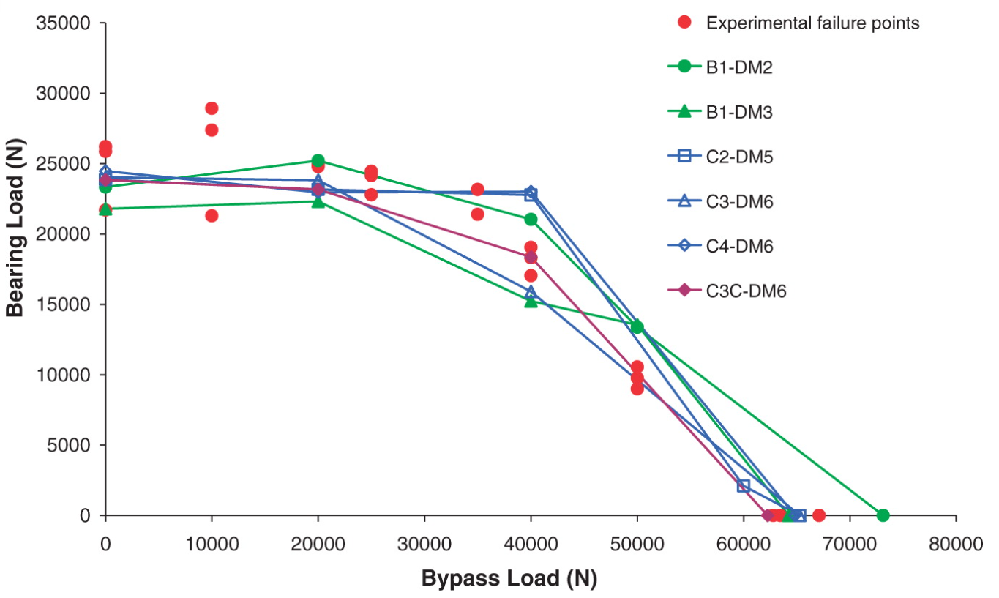 35000
30000
25000
20000
15000
10000
5000
0
Bearing Load (N)
0 10000 20000 30000 40000 50000 60000 70000 80000
Bypass Load (N)
Experimental failure points
B1-DM2
B1-DM3
C2-DM5
C3-DM6
C4-DM6
C3C-DM6